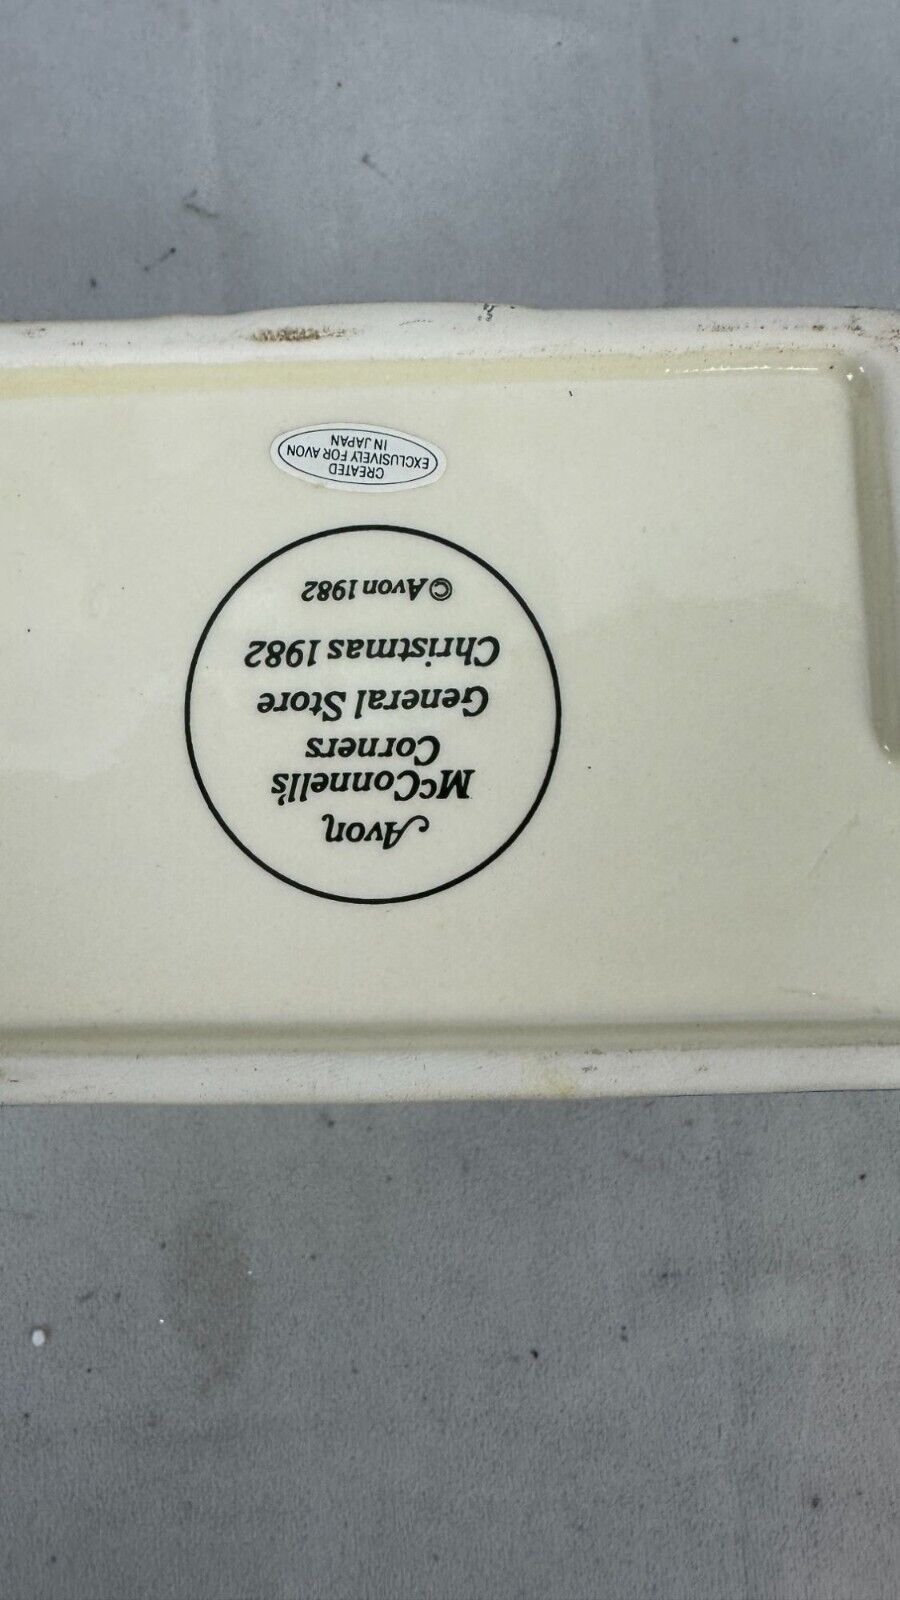 Avon
McConnell's
Corners
General Store
Christmas 1982
© Avon 1982
CREATED
EXCLUSIVELY FOR AVON
IN JAPAN